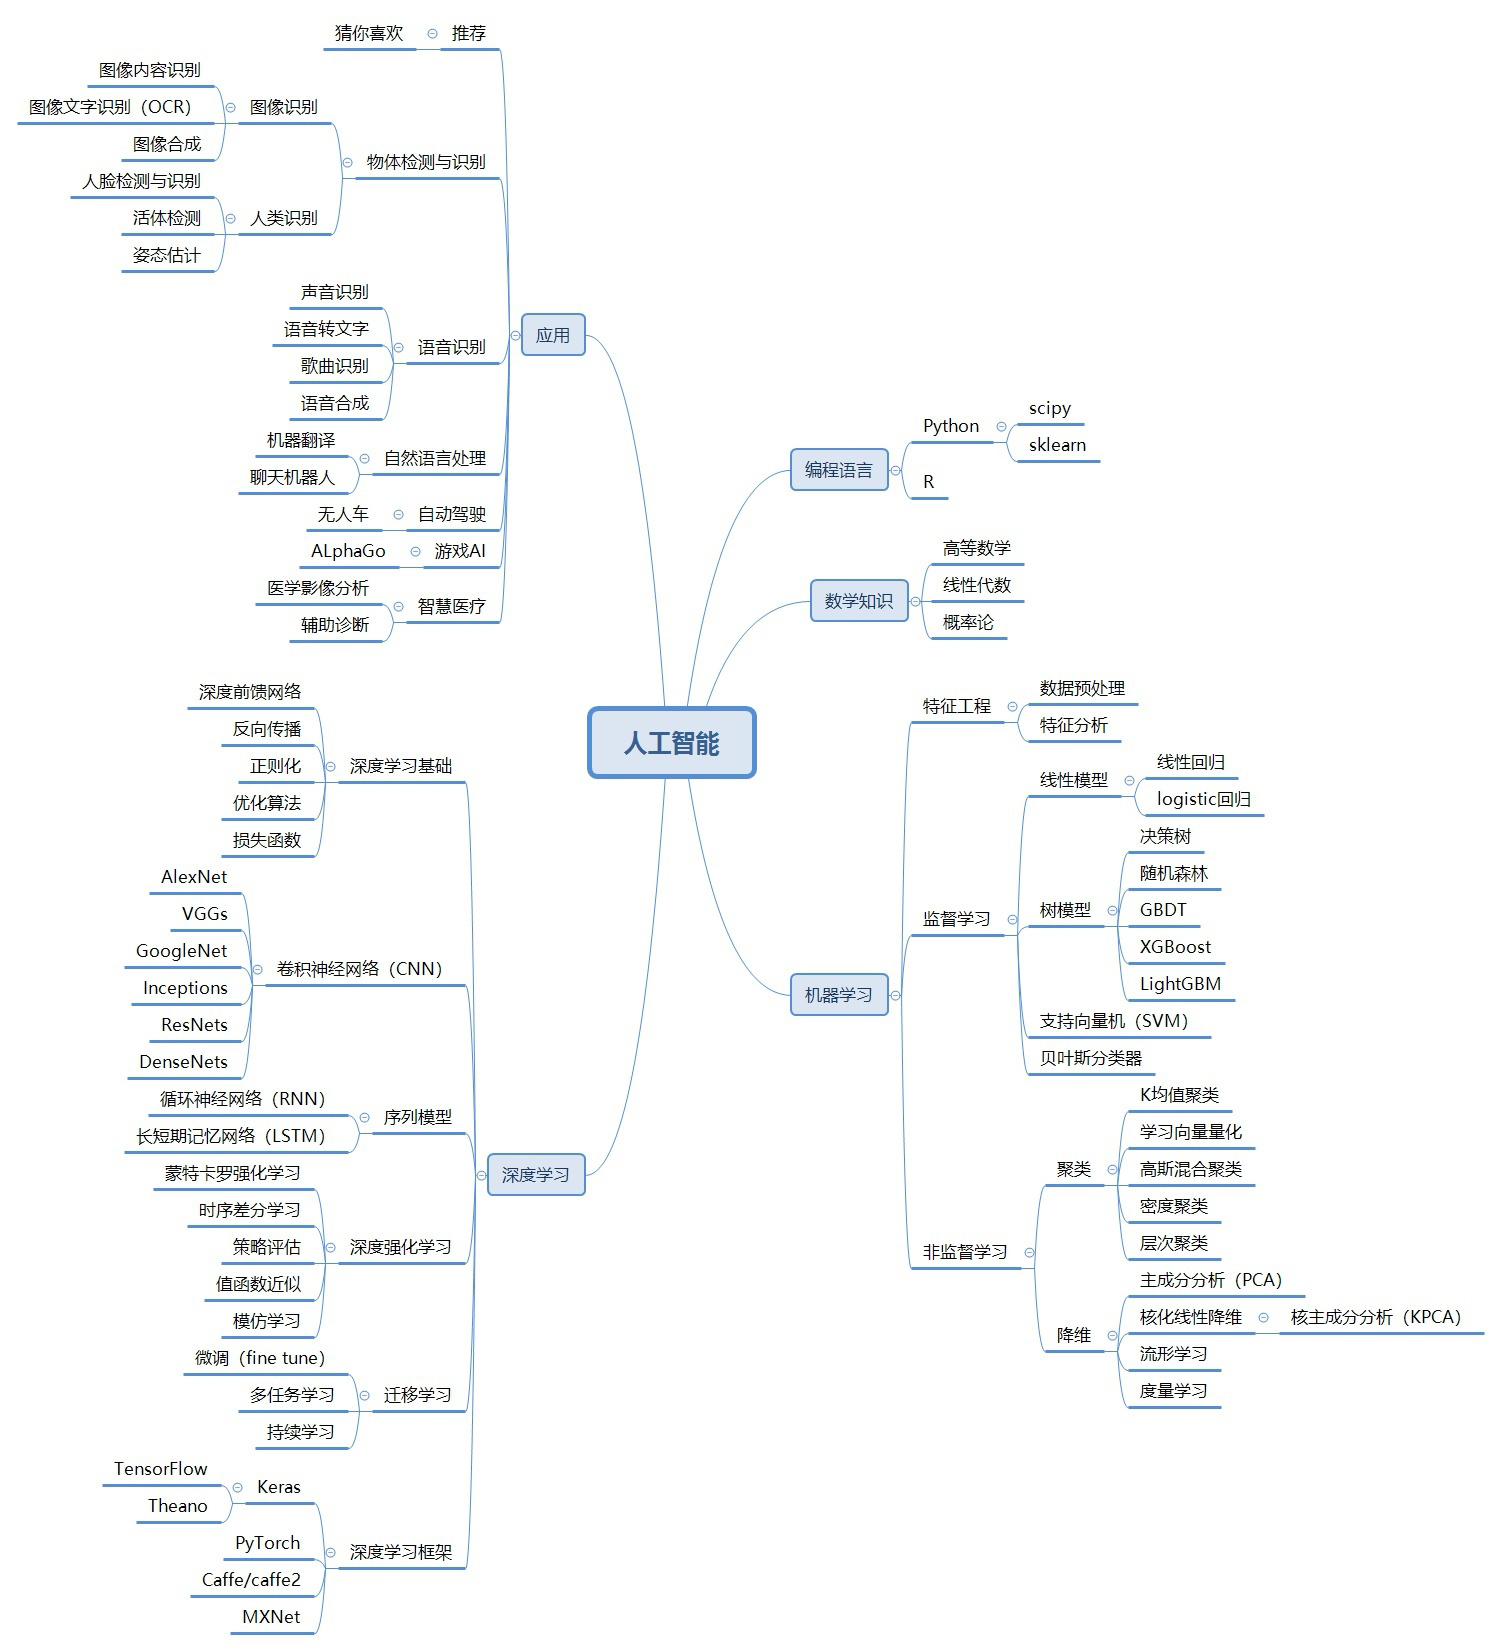 人工智能
编程语言
Python
scipy
sklearn
R
数学知识
高等数学
线性代数
概率论
机器学习
特征工程
数据预处理
特征分析
监督学习
线性模型
线性回归
logistic回归
树模型
决策树
随机森林
GBDT
XGBoost
LightGBM
支持向量机（SVM）
贝叶斯分类器
非监督学习
聚类
K均值聚类
学习向量量化
高斯混合聚类
密度聚类
层次聚类
降维
主成分分析（PCA）
核化线性降维
核主成分分析（KPCA）
流形学习
度量学习
应用
推荐
猜你喜欢
物体检测与识别
图像识别
图像内容识别
图像文字识别（OCR）
图像合成
人类识别
人脸检测与识别
活体检测
姿态估计
语音识别
声音识别
语音转文字
歌曲识别
语音合成
自然语言处理
机器翻译
聊天机器人
自动驾驶
无人车
游戏AI
ALphaGo
智慧医疗
医学影像分析
辅助诊断
深度学习
深度学习基础
深度前馈网络
反向传播
正则化
优化算法
损失函数
卷积神经网络（CNN）
AlexNet
VGGs
GoogleNet
Inceptions
ResNets
DenseNets
序列模型
循环神经网络（RNN）
长短期记忆网络（LSTM）
深度强化学习
蒙特卡罗强化学习
时序差分学习
策略评估
值函数近似
模仿学习
迁移学习
微调（fine tune）
多任务学习
持续学习
深度学习框架
Keras
TensorFlow
Theano
PyTorch
Caffe/caffe2
MXNet